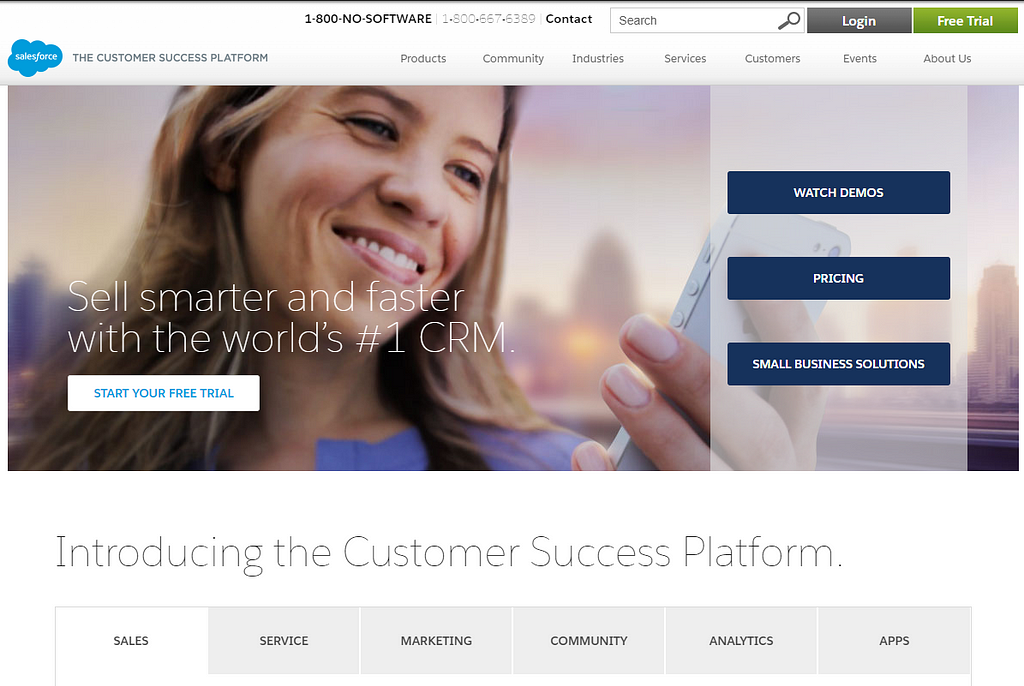 1-800-NO-SOFTWARE | 1-800-667-6389 | Contact
Search
Login
Free Trial
salesforce
THE CUSTOMER SUCCESS PLATFORM
Products Community Industries Services Customers Events About Us
Sell smarter and faster
with the world's #1 CRM.
START YOUR FREE TRIAL
WATCH DEMOS
PRICING
SMALL BUSINESS SOLUTIONS
Introducing the Customer Success Platform.
SALES SERVICE MARKETING COMMUNITY ANALYTICS APPS